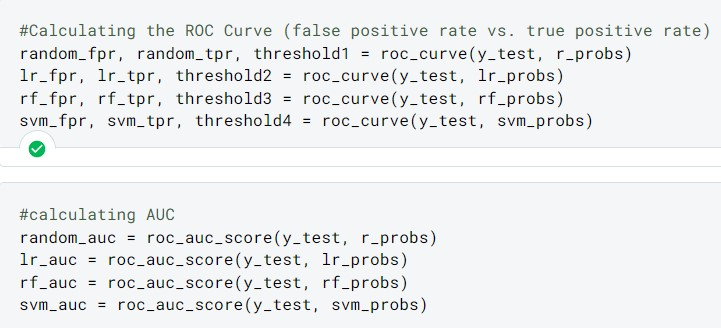 #Calculating the ROC Curve (false positive rate vs. true positive rate)
random_fpr, random_tpr, threshold1 = roc_curve(y_test, r_probs)
lr_fpr, lr_tpr, threshold2 = roc_curve(y_test, lr_probs)
rf_fpr, rf_tpr, threshold3 = roc_curve(y_test, rf_probs)
svm_fpr, svm_tpr, threshold4 = roc_curve(y_test, svm_probs)
#calculating AUC
random_auc = roc_auc_score(y_test, r_probs)
lr_auc = roc_auc_score(y_test, lr_probs)
rf_auc = roc_auc_score(y_test, rf_probs)
svm_auc = roc_auc_score(y_test, svm_probs)